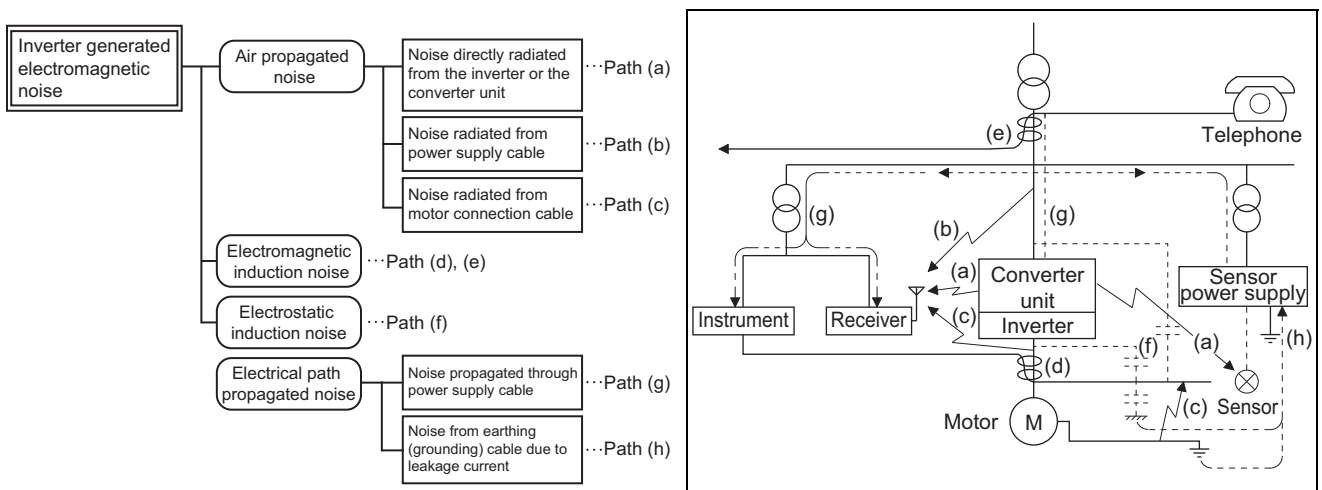 Inverter generated
electromagnetic
noise
Air propagated
noise
Noise directly radiated
from the inverter or the
converter unit
···Path (a)
Noise radiated from
power supply cable
···Path (b)
Noise radiated from
motor connection cable
···Path (c)
Electromagnetic
induction noise
···Path (d), (e)
Electrostatic
induction noise
···Path (f)
Electrical path
propagated noise
Noise propagated through
power supply cable
···Path (g)
Noise from earthing
(grounding) cable due to
leakage current
···Path (h)
(e)
Telephone
(g)
(b)
(g)
(a)
Converter
unit
Inverter
Sensor
power supply
Instrument
Receiver
(c)
(f)
(a)
(h)
(d)
(c)
Sensor
Motor
M